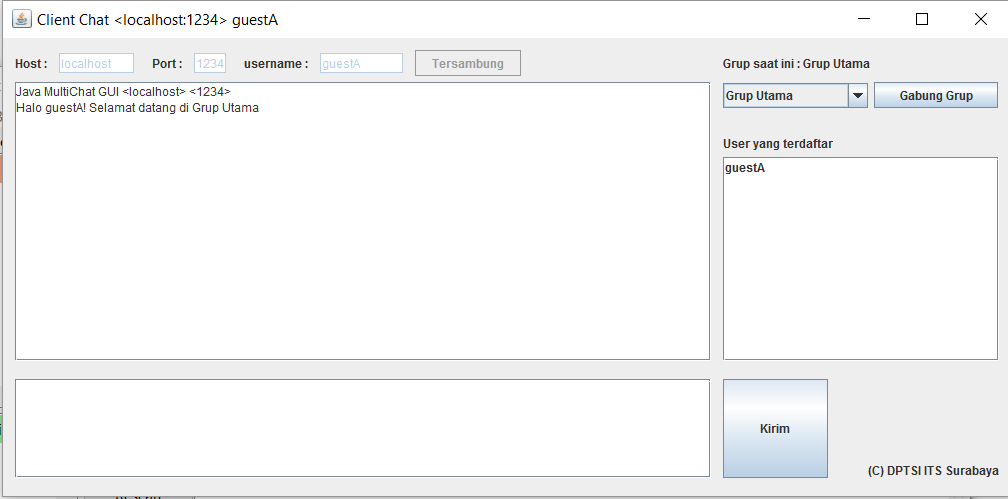 Client Chat <localhost:1234> guestA
Host : localhost Port : 1234 username : guestA Tersambung
Java MultiChat GUI <localhost> <1234>
Halo guestA! Selamat datang di Grup Utama
Grup saat ini : Grup Utama
Grup Utama Gabung Grup
User yang terdaftar
guestA
Kirim
(C) DPTSI ITS Surabaya